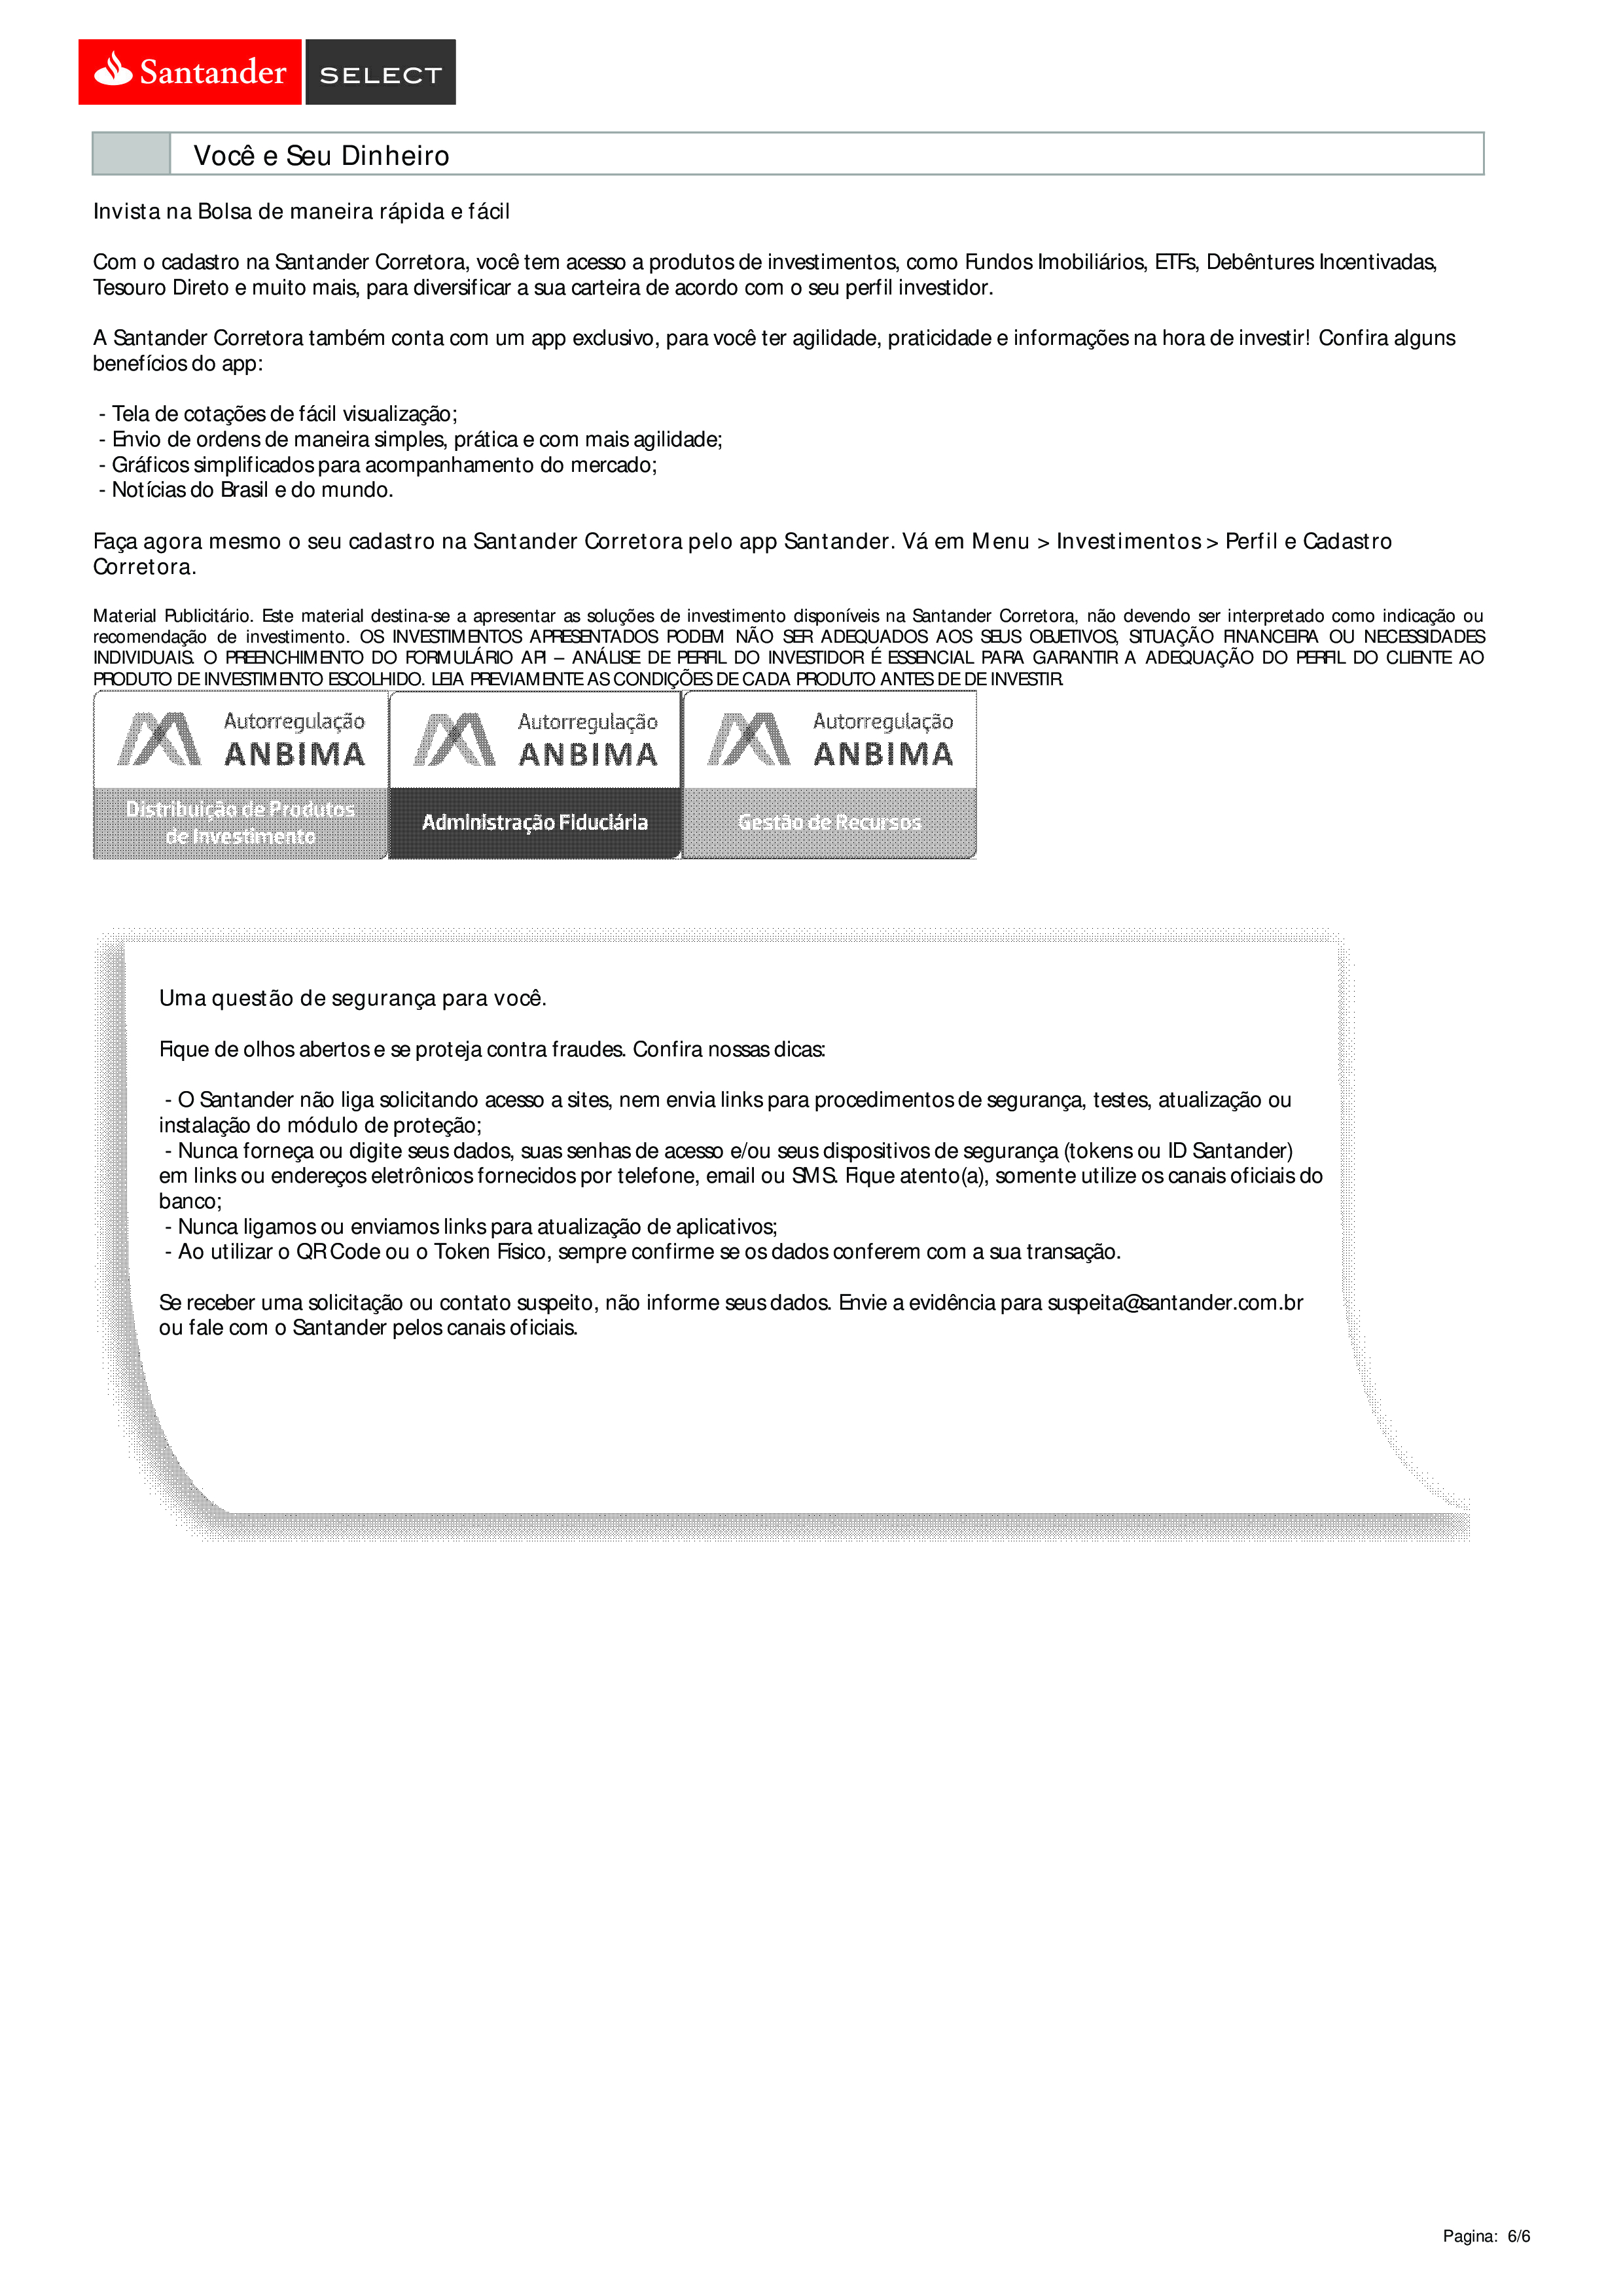 Santander SELECT
Você e Seu Dinheiro
Invista na Bolsa de maneira rápida e fácil
Com o cadastro na Santander Corretora, você tem acesso a produtos de investimentos, como Fundos Imobiliários, ETFs, Debêntures Incentivadas,
Tesouro Direto e muito mais, para diversificar a sua carteira de acordo com o seu perfil investidor.
A Santander Corretora também conta com um app exclusivo, para você ter agilidade, praticidade e informações na hora de investir! Confira alguns
benefícios do app:
- Tela de cotações de fácil visualização;
- Envio de ordens de maneira simples, prática e com mais agilidade;
- Gráficos simplificados para acompanhamento do mercado;
- Notícias do Brasil e do mundo.
Faça agora mesmo o seu cadastro na Santander Corretora pelo app Santander. Vá em Menu > Investimentos > Perfil e Cadastro
Corretora.
Material Publicitário. Este material destina-se a apresentar as soluções de investimento disponíveis na Santander Corretora, não devendo ser interpretado como indicação ou
recomendação de investimento. OS INVESTIMENTOS APRESENTADOS PODEM NÃO SER ADEQUADOS AOS SEUS OBJETIVOS, SITUAÇÃO FINANCEIRA OU NECESSIDADES
INDIVIDUAIS. O PREENCHIMENTO DO FORMULÁRIO API – ANÁLISE DE PERFIL DO INVESTIDOR É ESSENCIAL PARA GARANTIR A ADEQUAÇÃO DO PERFIL DO CLIENTE AO
PRODUTO DE INVESTIMENTO ESCOLHIDO. LEIA PREVIAMENTE AS CONDIÇÕES DE CADA PRODUTO ANTES DE DE INVESTIR.
Autorregulação
ANBIMA
Distribuição de Produtos
de Investimento
Autorregulação
ANBIMA
Administração Fiduciária
Autorregulação
ANBIMA
Gestão de Recursos
Uma questão de segurança para você.
Fique de olhos abertos e se proteja contra fraudes. Confira nossas dicas:
- O Santander não liga solicitando acesso a sites, nem envia links para procedimentos de segurança, testes, atualização ou
instalação do módulo de proteção;
- Nunca forneça ou digite seus dados, suas senhas de acesso e/ou seus dispositivos de segurança (tokens ou ID Santander)
em links ou endereços eletrônicos fornecidos por telefone, email ou SMS. Fique atento(a), somente utilize os canais oficiais do
banco;
- Nunca ligamos ou enviamos links para atualização de aplicativos;
- Ao utilizar o QR Code ou o Token Físico, sempre confirme se os dados conferem com a sua transação.
Se receber uma solicitação ou contato suspeito, não informe seus dados. Envie a evidência para suspeita@santander.com.br
ou fale com o Santander pelos canais oficiais.
Pagina: 6/6